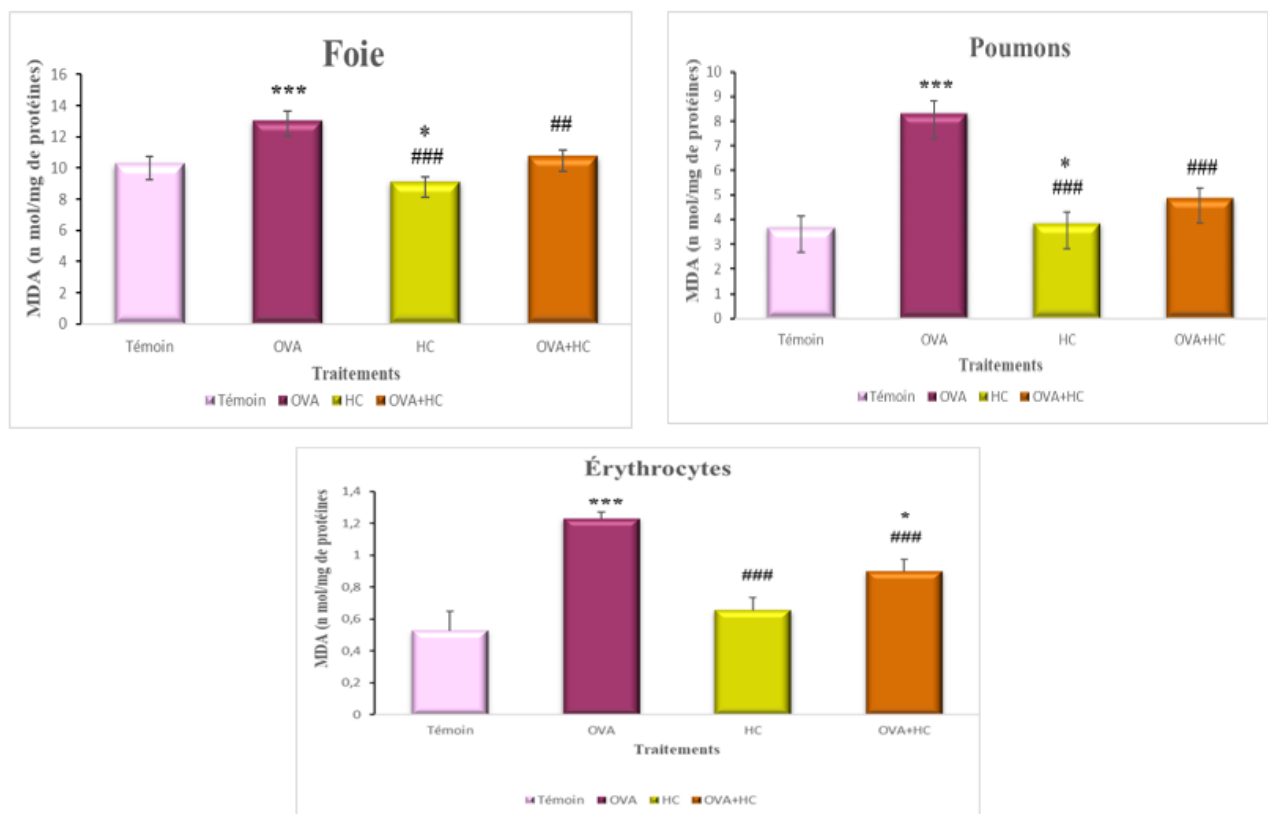 Foie
MDA (n mol/mg de protéines)
16
14
12
10
8
6
4
2
0
***
*
###
##
Témoin OVA HC OVA+HC
Traitements
Témoin OVA HC OVA+HC
Poumons
MDA (n mol/mg de protéines)
10
9
8
7
6
5
4
3
2
1
0
***
*
###
###
Témoin OVA HC OVA+HC
Traitements
Témoin OVA HC OVA+HC
Érythrocytes
MDA (n mol/mg de protéines
1,4
1,2
1
0,8
0,6
0,4
0,2
0
***
###
*
###
Témoin OVA HC OVA+HC
Traitements
Témoin OVA HC OVA+HC